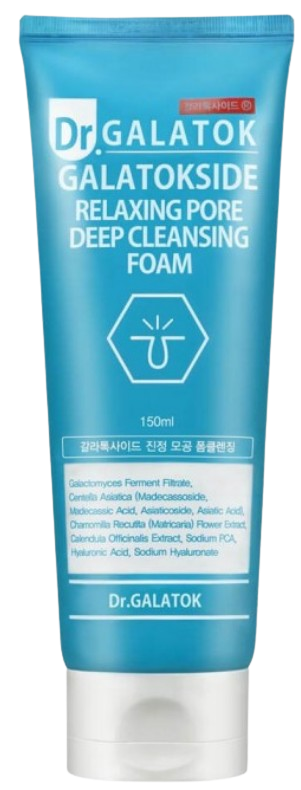 갈라톡사이드®
Dr.GALATOK
GALATOKSIDE
RELAXING PORE
DEEP CLEANSING
FOAM
150ml
갈라톡사이드 진정 모공 폼클렌징
Galactomyces Ferment Filtrate,
Centella Asiatica (Madecassoside,
Madecassic Acid, Asiaticoside, Asiatic Acid),
Chamomilla Recutita (Matricaria) Flower Extract,
Calendula Officinalis Extract, Sodium PCA,
Hyaluronic Acid, Sodium Hyaluronate
Dr.GALATOK